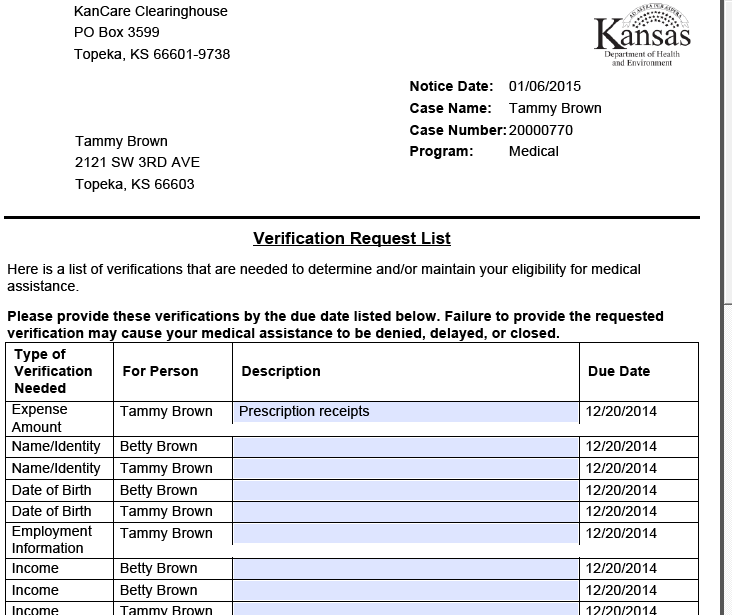 KanCare Clearinghouse
PO Box 3599
Topeka, KS 66601-9738
Kansas
Department of Health
and Environment
Notice Date: 01/06/2015
Case Name: Tammy Brown
Case Number: 20000770
Program: Medical
Tammy Brown
2121 SW 3RD AVE
Topeka, KS 66603
Verification Request List
Here is a list of verifications that are needed to determine and/or maintain your eligibility for medical
assistance.
Please provide these verifications by the due date listed below. Failure to provide the requested
verification may cause your medical assistance to be denied, delayed, or closed.
Type of Verification Needed For Person Description Due Date
Expense Amount Tammy Brown Prescription receipts 12/20/2014
Name/Identity Betty Brown 12/20/2014
Name/Identity Tammy Brown 12/20/2014
Date of Birth Betty Brown 12/20/2014
Date of Birth Tammy Brown 12/20/2014
Employment Information Tammy Brown 12/20/2014
Income Betty Brown 12/20/2014
Income Betty Brown 12/20/2014
Income Tammy Brown 12/20/2014